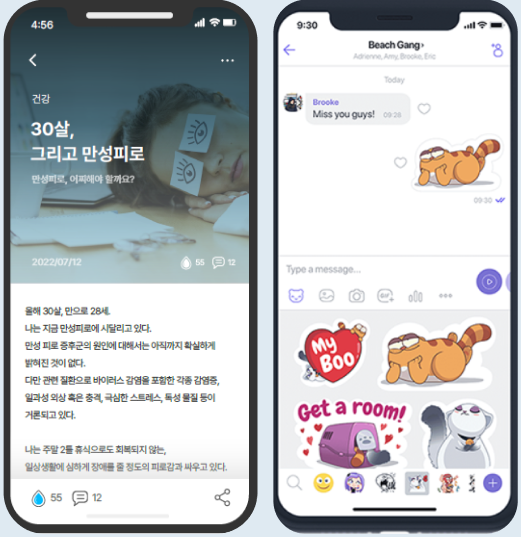 4:56
건강
30살,
그리고 만성피로
만성피로, 어찌해야 할까요?
2022/07/12
55
12
올해 30살, 만으로 28세.
나는 지금 만성피로에 시달리고 있다.
만성 피로 증후군의 원인에 대해서는 아직까지 확실하게
밝혀진 것이 없다.
다만 관련 질환으로 바이러스 감염을 포함한 각종 감염증,
일과성 외상 혹은 충격, 극심한 스트레스, 독성 물질 등이
거론되고 있다.
나는 주말 2틀 휴식으로도 회복되지 않는,
일상생활에 심하게 장애를 줄 정도의 피로감과 싸우고 있다.
55
12
9:30
Beach Gang
Adrienne, Amy, Brooke, Eric
Today
Brooke
Miss you guys!
09:28
09:30
Type a message...
GIF
My
Boo
Get a room!